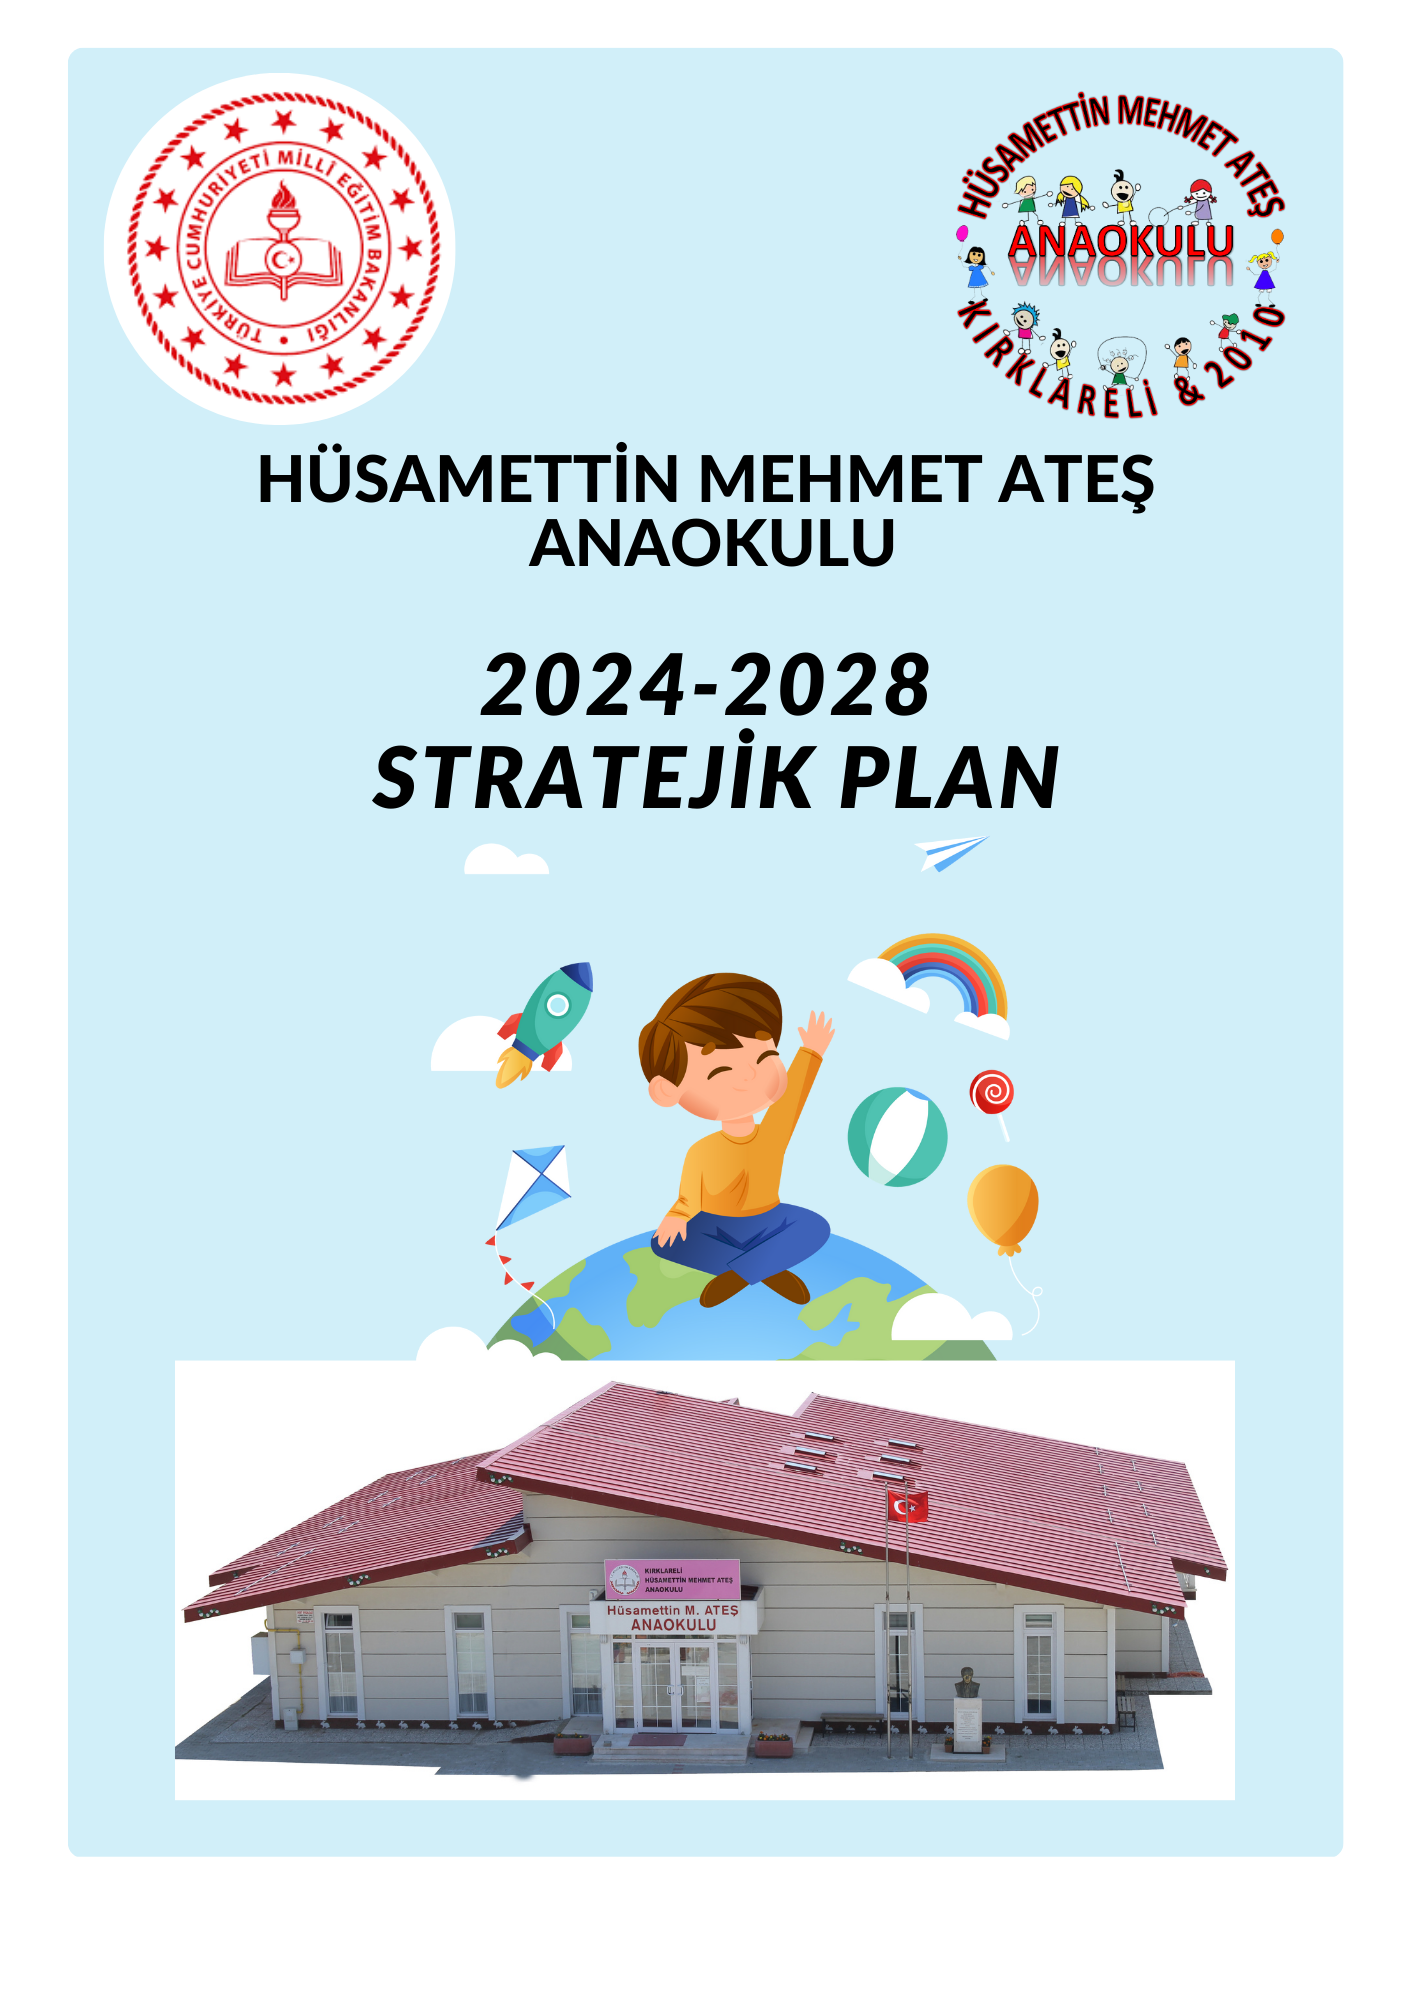 TÜRKİYE CUMHURİYETİ MİLLÎ EĞİTİM BAKANLIĞI
HÜSAMETTİN MEHMET ATEŞ
ANAOKULU
KIRKLARELİ & 2010
HÜSAMETTİN MEHMET ATEŞ
ANAOKULU
2024-2028
STRATEJİK PLAN
KIRKLARELİ
HÜSAMETTİN MEHMET ATEŞ
ANAOKULU
Hüsamettin M. ATEŞ
ANAOKULU